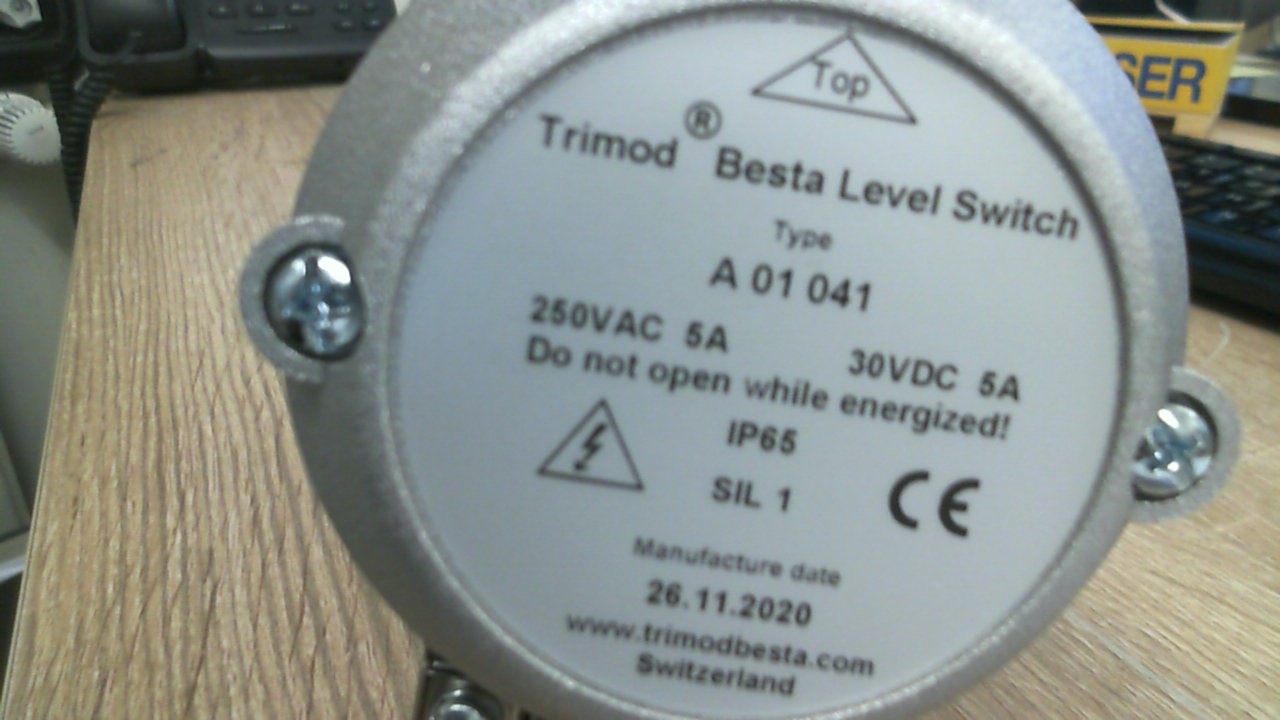 Top
Trimod® Besta Level Switch
Type
A 01 041
250VAC 5A 30VDC 5A
Do not open while energized!
IP65
SIL 1
CE
Manufacture date
26.11.2020
www.trimodbesta.com
Switzerland
SER